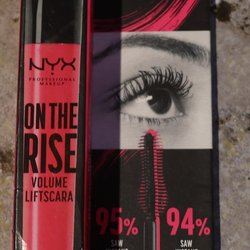 NYX
PROFESSIONAL
MAKEUP
ON THE
RISE
VOLUME
LIFTSCARA
95%
SAW
94%
SAW